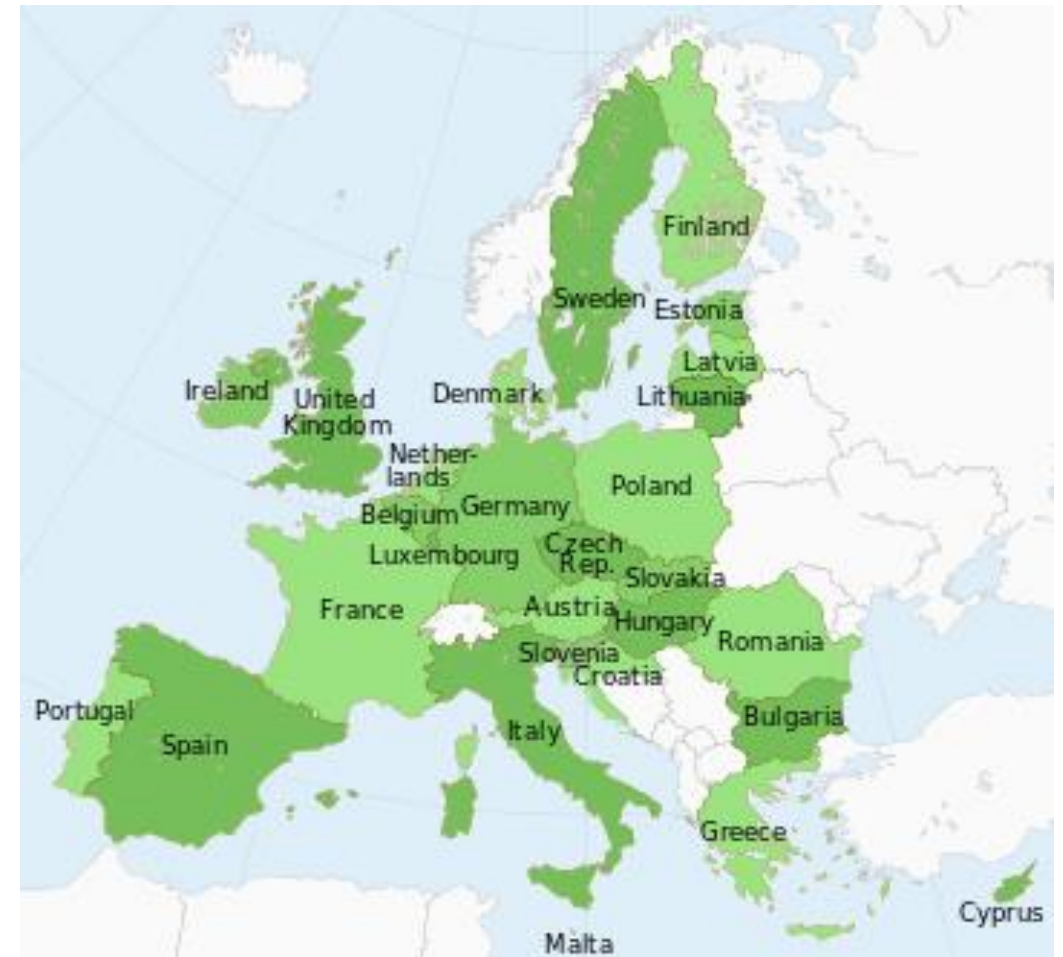 Finland
Sweden
Estonia
Latvia
Lithuania
Denmark
Ireland
United
Kingdom
Nether-
lands
Poland
Belgium
Germany
Czech
Rep.
Luxembourg
Slovakia
France
Austria
Hungary
Romania
Slovenia
Croatia
Portugal
Bulgaria
Spain
Italy
Greece
Cyprus
Malta